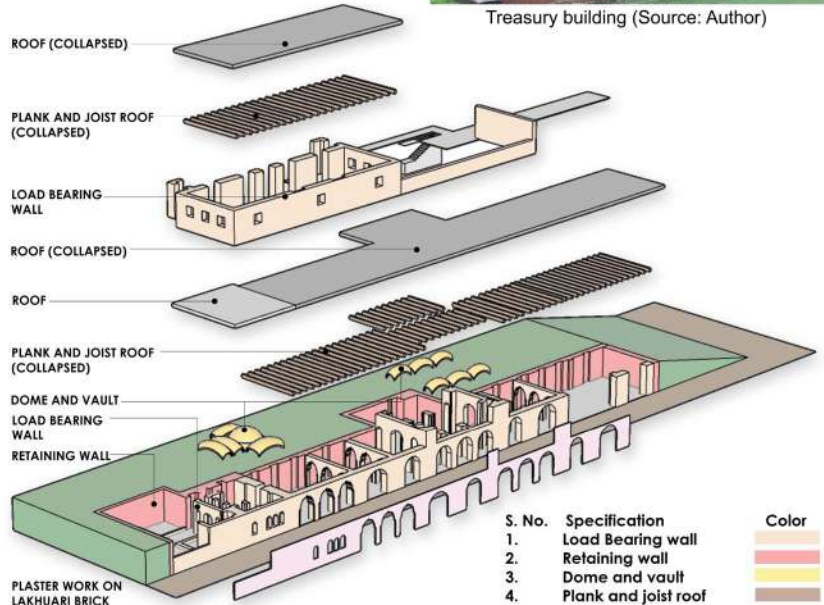 Treasury building (Source: Author)
ROOF (COLLAPSED)
PLANK AND JOIST ROOF
(COLLAPSED)
LOAD BEARING
WALL
ROOF (COLLAPSED)
ROOF
PLANK AND JOIST ROOF
(COLLAPSED)
DOME AND VAULT
LOAD BEARING
WALL
RETAINING WALL
PLASTER WORK ON
LAKHUARI BRICK
S. No. Specification Color
1. Load Bearing wall
2. Retaining wall
3. Dome and vault
4. Plank and joist roof